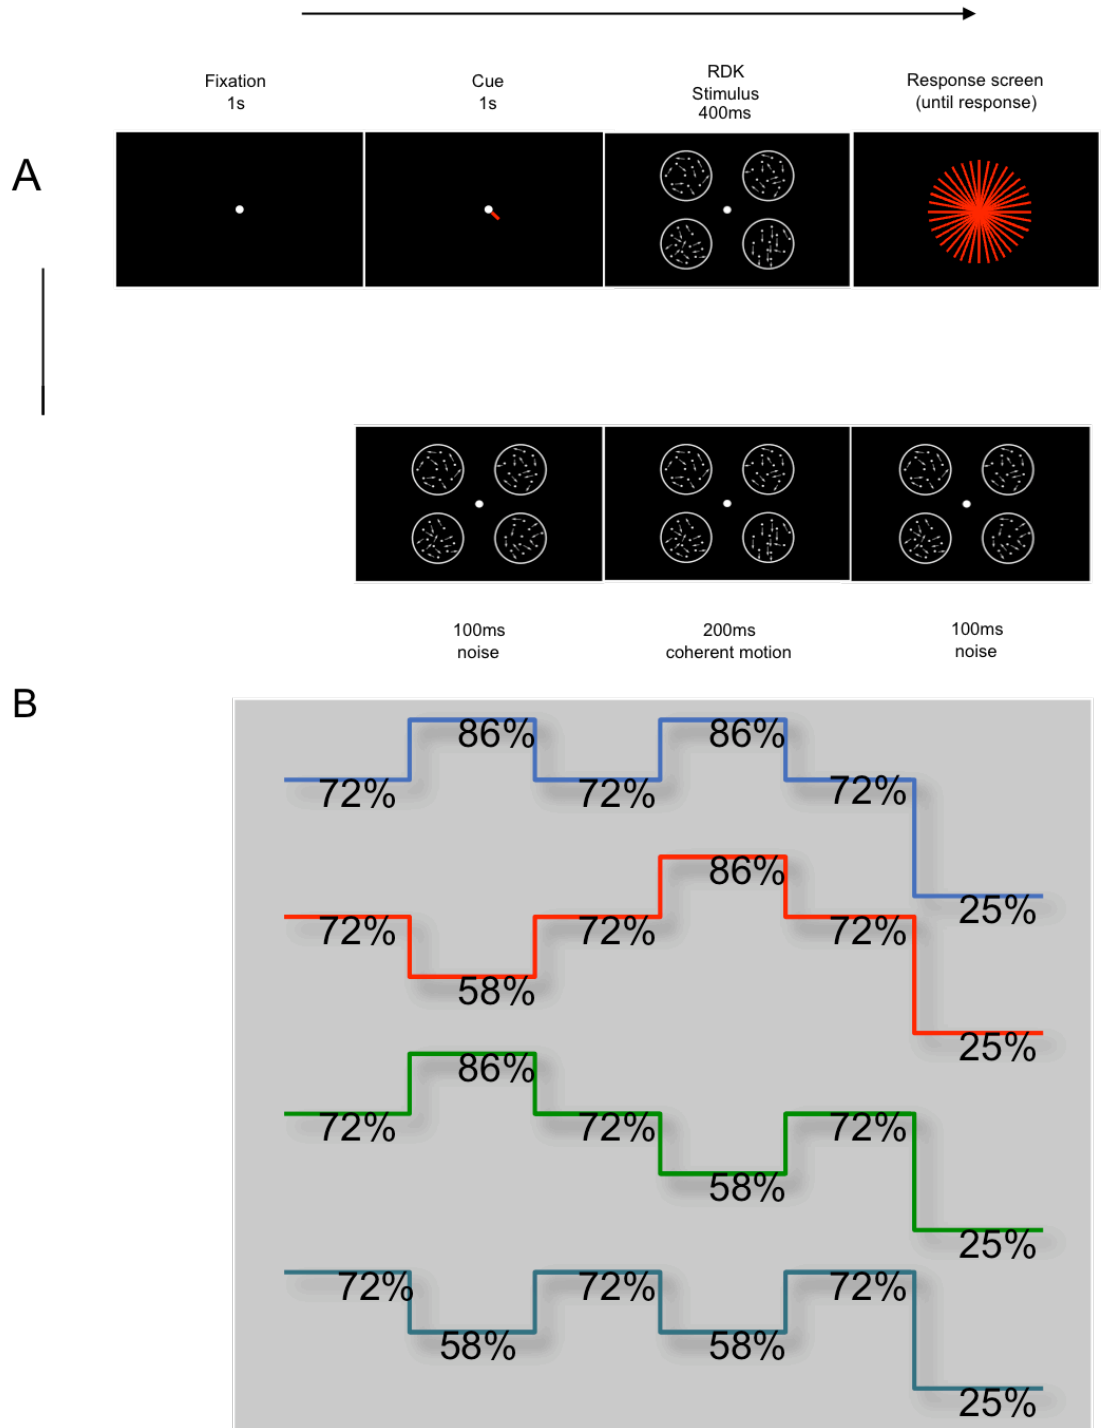 Fixation
1s
Cue
1s
RDK
Stimulus
400ms
Response screen
(until response)
A
100ms
noise
200ms
coherent motion
100ms
noise
B
86%
86%
72%
72%
72%
25%
86%
72%
72%
72%
58%
25%
86%
72%
72%
72%
58%
25%
72%
72%
72%
58%
58%
25%